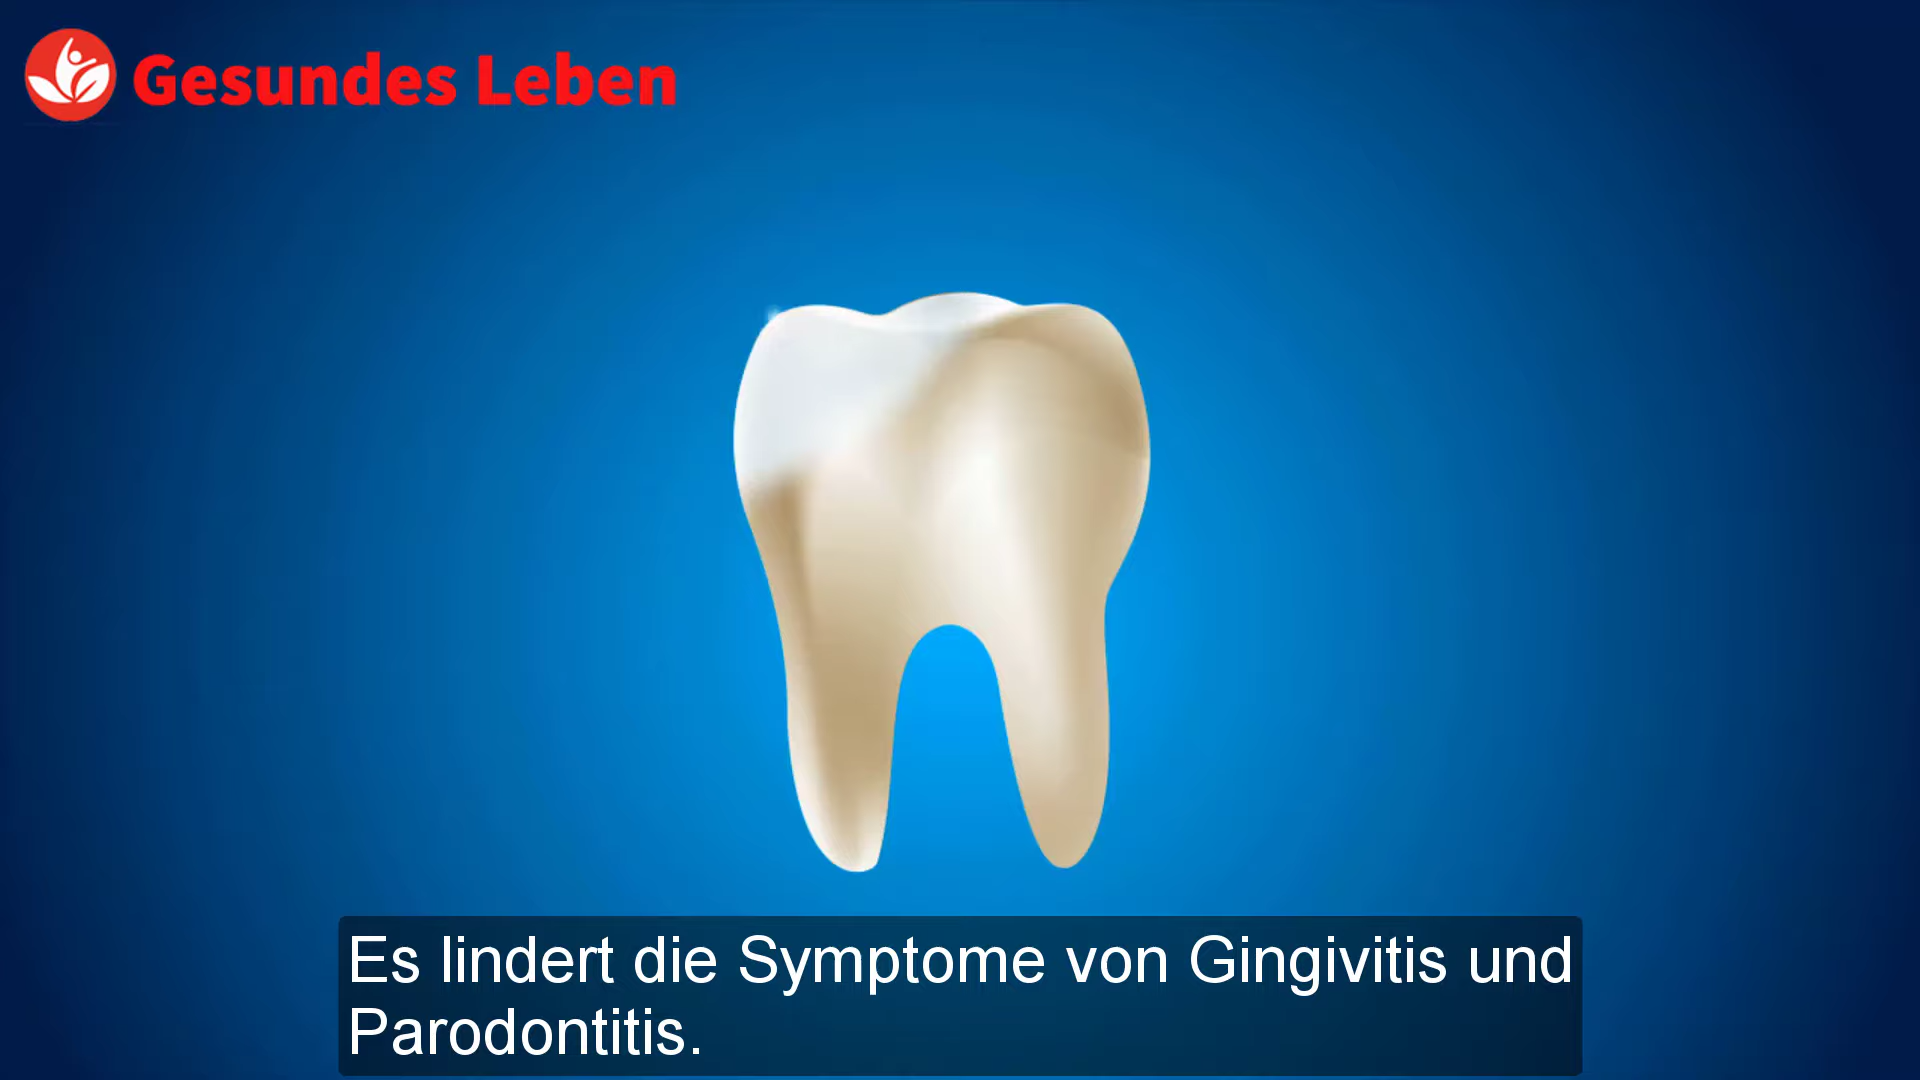 Gesundes Leben
Es lindert die Symptome von Gingivitis und
Parodontitis.